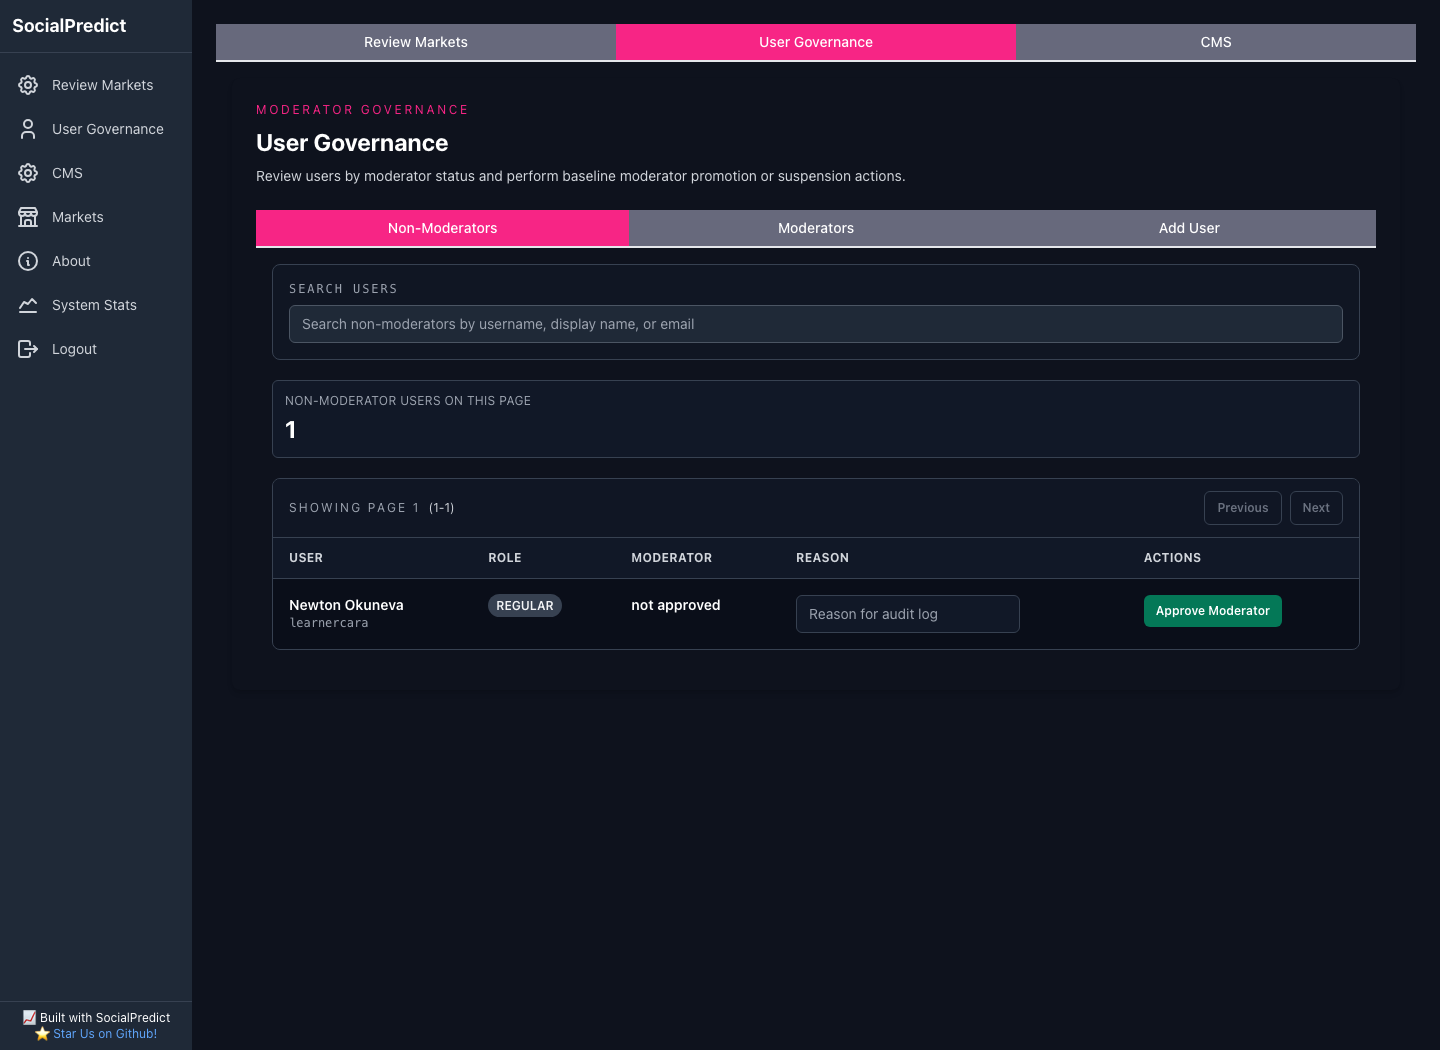 SocialPredict
Review Markets
User Governance
CMS
Markets
About
System Stats
Logout
📈 Built with SocialPredict
⭐ Star Us on Github!
Review Markets
User Governance
CMS
MODERATOR GOVERNANCE
User Governance
Review users by moderator status and perform baseline moderator promotion or suspension actions.
Non-Moderators
Moderators
Add User
SEARCH USERS
Search non-moderators by username, display name, or email
NON-MODERATOR USERS ON THIS PAGE
1
SHOWING PAGE 1 (1-1)
Previous
Next
USER ROLE MODERATOR REASON ACTIONS
Newton Okuneva REGULAR not approved Reason for audit log Approve Moderator
learnercara